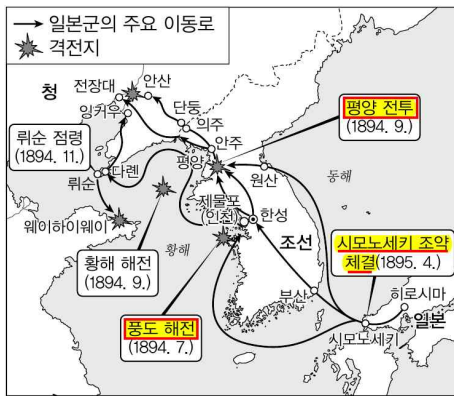 일본군의 주요 이동로
격전지
청
전장대
안산
잉커우
단둥
의주
안주
평양 전투
(1894. 9.)
뤼순 점령
(1894. 11.)
다롄
뤼순
평양
원산
동해
웨이하이웨이
제물포
(인천)
한성
황해 해전
(1894. 9.)
황해
조선
시모노세키 조약
체결(1895. 4.)
풍도 해전
(1894. 7.)
부산
히로시마
일본
시모노세키